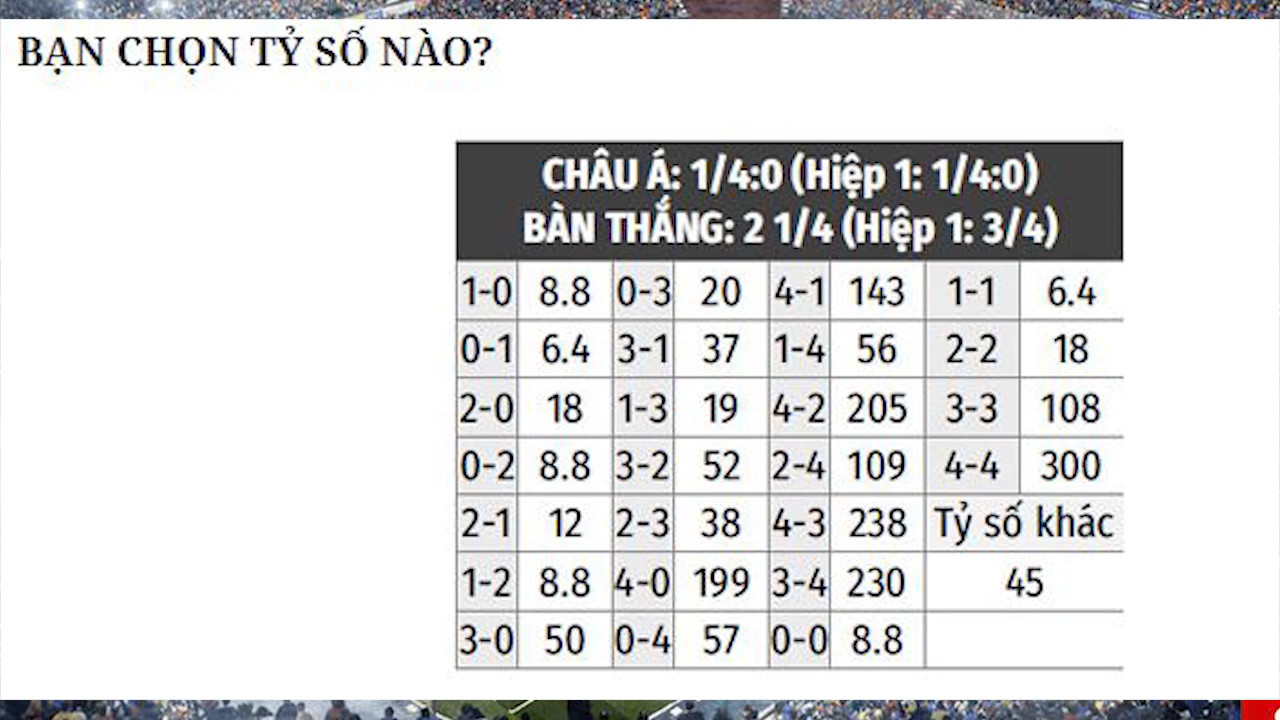 BẠN CHỌN TỶ SỐ NÀO?
CHÂU Á: 1/4:0 (Hiệp 1: 1/4:0)
BÀN THẮNG: 2 1/4 (Hiệp 1: 3/4)
1-0 8.8 0-3 20 4-1 143 1-1 6.4
0-1 6.4 3-1 37 1-4 56 2-2 18
2-0 18 1-3 19 4-2 205 3-3 108
0-2 8.8 3-2 52 2-4 109 4-4 300
2-1 12 2-3 38 4-3 238 Tỷ số khác
1-2 8.8 4-0 199 3-4 230 45
3-0 50 0-4 57 0-0 8.8